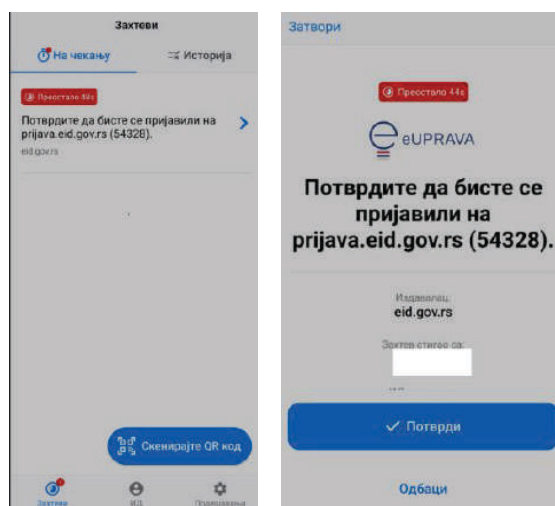 Захтеви
На чекању
Историја
Преостало 44s
Потврдите да бисте се пријавили на
prijava.eid.gov.rs (54328).
eid.gov.rs
Скенирајте QR код
Захтеви
ИД
Подешавања
Затвори
Преостало 44s
eUPRAVA
Потврдите да бисте се
пријавили на
prijava.eid.gov.rs (54328).
Издавалац:
eid.gov.rs
Захтев стигао са:
Потврди
Одбаци